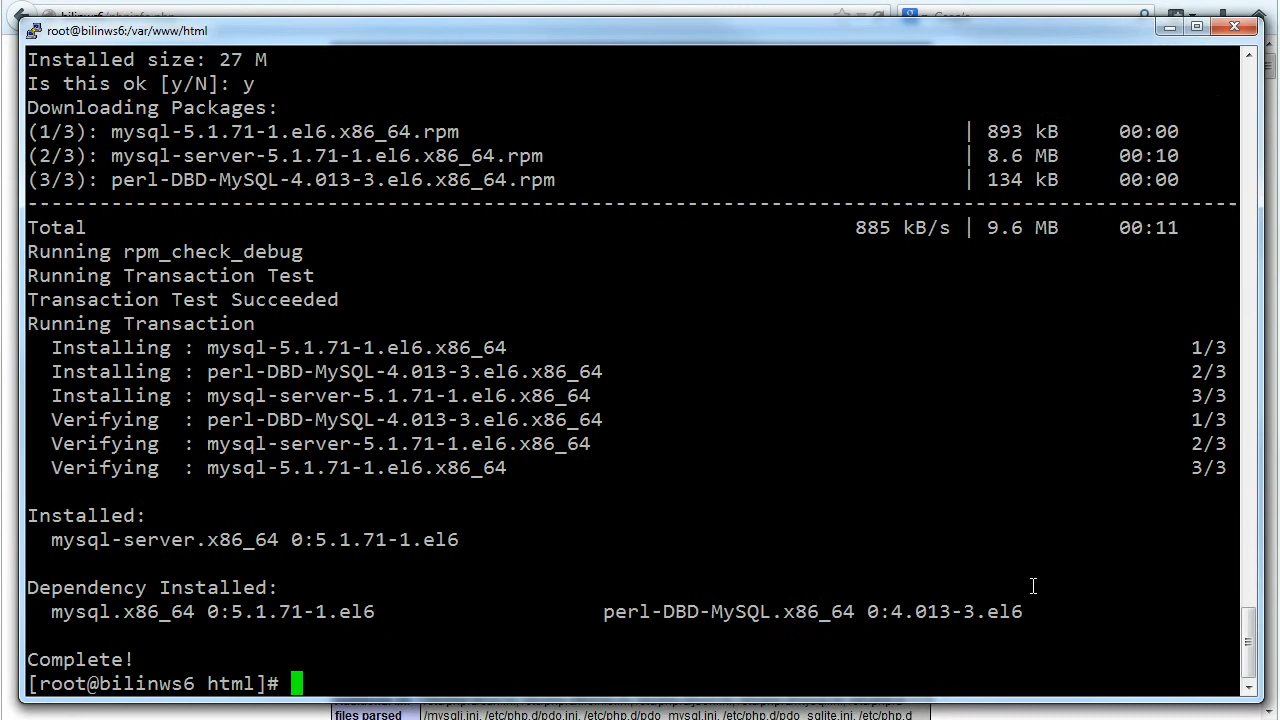 bilinws6/phpinfo.php
Google
root@bilinws6:/var/www/html
Installed size: 27 M
Is this ok [y/N]: y
Downloading Packages:
(1/3): mysql-5.1.71-1.el6.x86_64.rpm | 893 kB 00:00
(2/3): mysql-server-5.1.71-1.el6.x86_64.rpm | 8.6 MB 00:10
(3/3): perl-DBD-MySQL-4.013-3.el6.x86_64.rpm | 134 kB 00:00
--------------------------------------------------------------------------------
Total 885 kB/s | 9.6 MB 00:11
Running rpm_check_debug
Running Transaction Test
Transaction Test Succeeded
Running Transaction
Installing : mysql-5.1.71-1.el6.x86_64 1/3
Installing : perl-DBD-MySQL-4.013-3.el6.x86_64 2/3
Installing : mysql-server-5.1.71-1.el6.x86_64 3/3
Verifying : perl-DBD-MySQL-4.013-3.el6.x86_64 1/3
Verifying : mysql-server-5.1.71-1.el6.x86_64 2/3
Verifying : mysql-5.1.71-1.el6.x86_64 3/3
Installed:
mysql-server.x86_64 0:5.1.71-1.el6
Dependency Installed:
mysql.x86_64 0:5.1.71-1.el6 perl-DBD-MySQL.x86_64 0:4.013-3.el6
Complete!
[root@bilinws6 html]#
files parsed /mysqli.ini, /etc/php.d/pdo.ini, /etc/php.d/pdo_mysql.ini, /etc/php.d/pdo_sqlite.ini, /etc/php.d